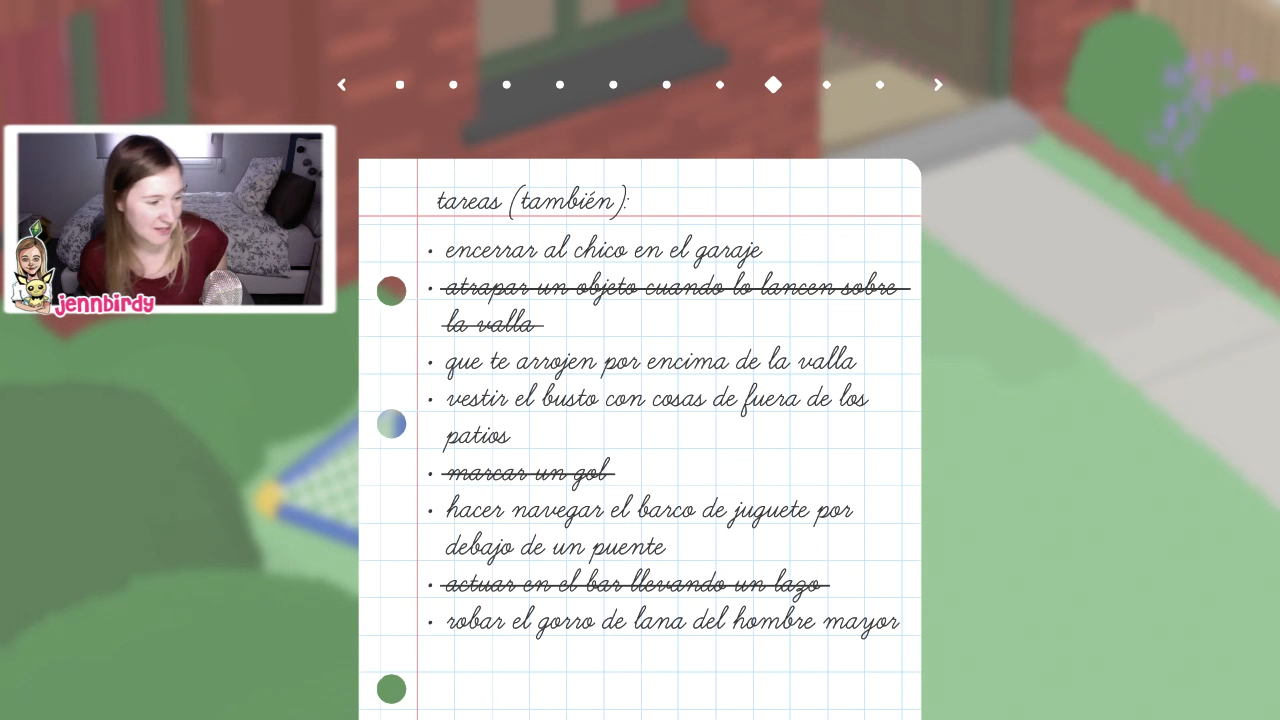 tareas (también):
• encerrar al chico en el garaje
• atrapar un objeto cuando lo lancen sobre
la valla
• que te arrojen por encima de la valla
• vestir el busto con cosas de fuera de los
patios
• marcar un gol
• hacer navegar el barco de juguete por
debajo de un puente
• actuar en el bar llevando un lazo
• robar el gorro de lana del hombre mayor
jennbirdy